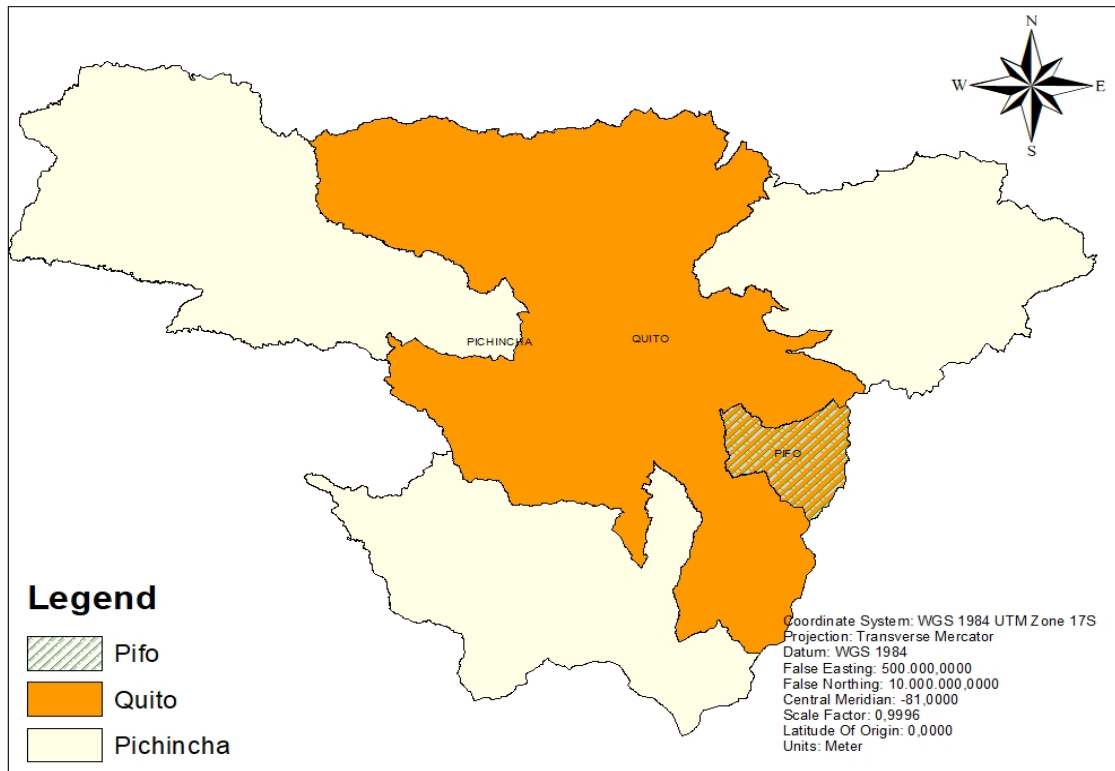 N
W
E
S
PICHINCHA
QUITO
PIFO
Legend
Pifo
Quito
Pichincha
Coordinate System: WGS 1984 UTM Zone 17S
Projection: Transverse Mercator
Datum: WGS 1984
False Easting: 500.000,0000
False Northing: 10.000.000,0000
Central Meridian: -81,0000
Scale Factor: 0,9996
Latitude Of Origin: 0,0000
Units: Meter